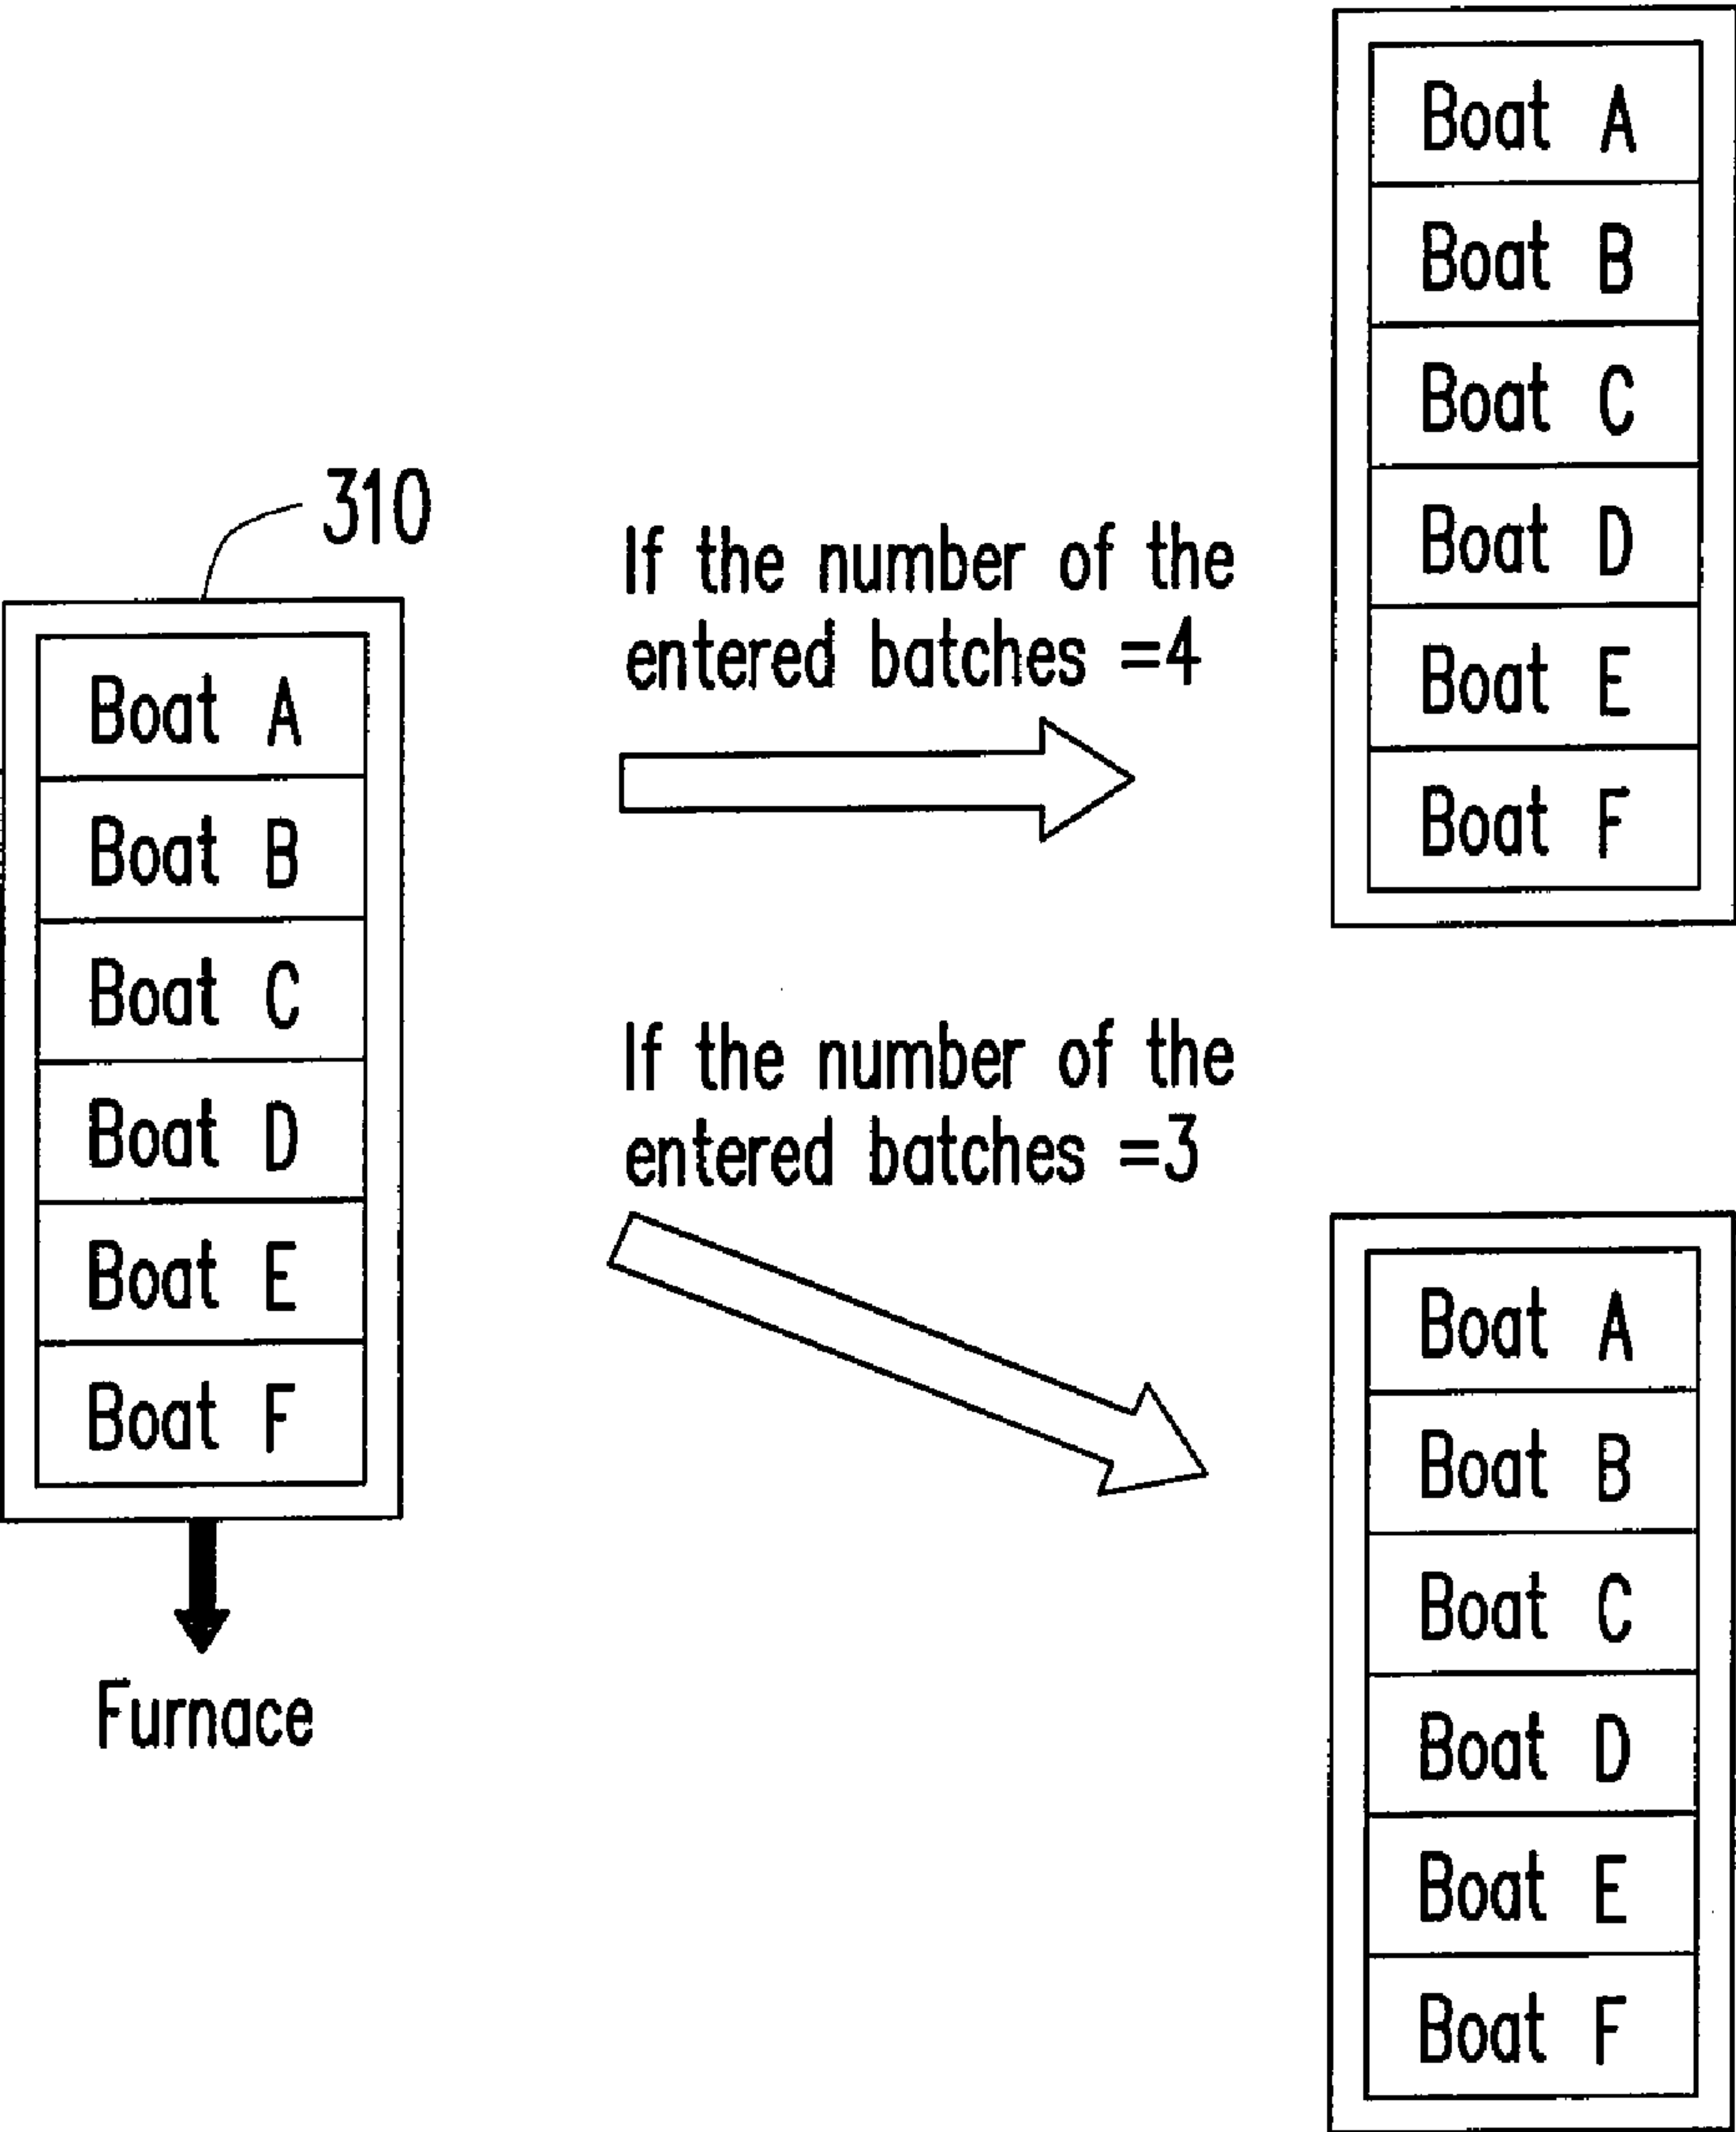 310
Boat A
Boat B
Boat C
Boat D
Boat E
Boat F
Furnace
If the number of the
entered batches =4
Boat A
Boat B
Boat C
Boat D
Boat E
Boat F
If the number of the
entered batches =3
Boat A
Boat B
Boat C
Boat D
Boat E
Boat F